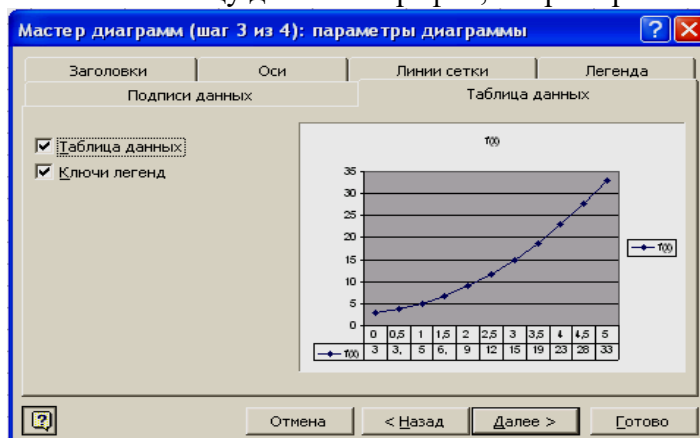 Мастер диаграмм (шаг 3 из 4): параметры диаграммы
Заголовки Оси Линии сетки Легенда
Подписи данных Таблица данных
Таблица данных
Ключи легенд
f(x)
35
30
25
20
15
10
5
0
f(x)
0 0,5 1 1,5 2 2,5 3 3,5 4 4,5 5
f(x) 3 3, 5 6, 9 12 15 19 23 28 33
Отмена < Назад Далее > Готово